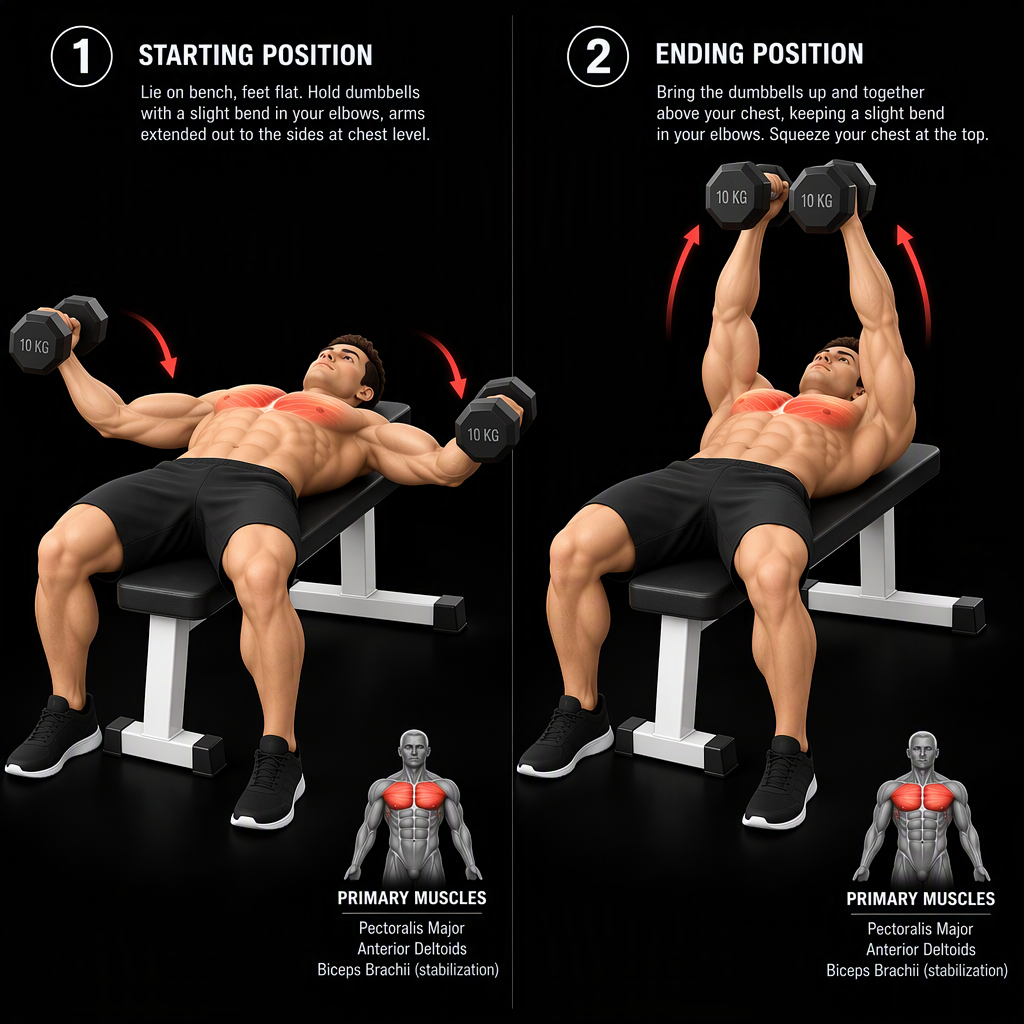 1
STARTING POSITION
Lie on bench, feet flat. Hold dumbbells
with a slight bend in your elbows, arms
extended out to the sides at chest level.
10 KG
10 KG
PRIMARY MUSCLES
Pectoralis Major
Anterior Deltoids
Biceps Brachii (stabilization)
2
ENDING POSITION
Bring the dumbbells up and together
above your chest, keeping a slight bend
in your elbows. Squeeze your chest at the top.
10 KG
10 KG
PRIMARY MUSCLES
Pectoralis Major
Anterior Deltoids
Biceps Brachii (stabilization)